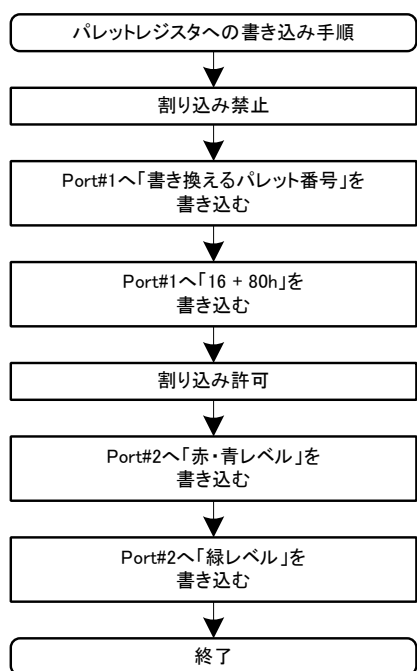 パレットレジスタへの書き込み手順
割り込み禁止
Port#1へ「書き換えるパレット番号」を
書き込む
Port#1へ「16 + 80h」を
書き込む
割り込み許可
Port#2へ「赤・青レベル」を
書き込む
Port#2へ「緑レベル」を
書き込む
終了